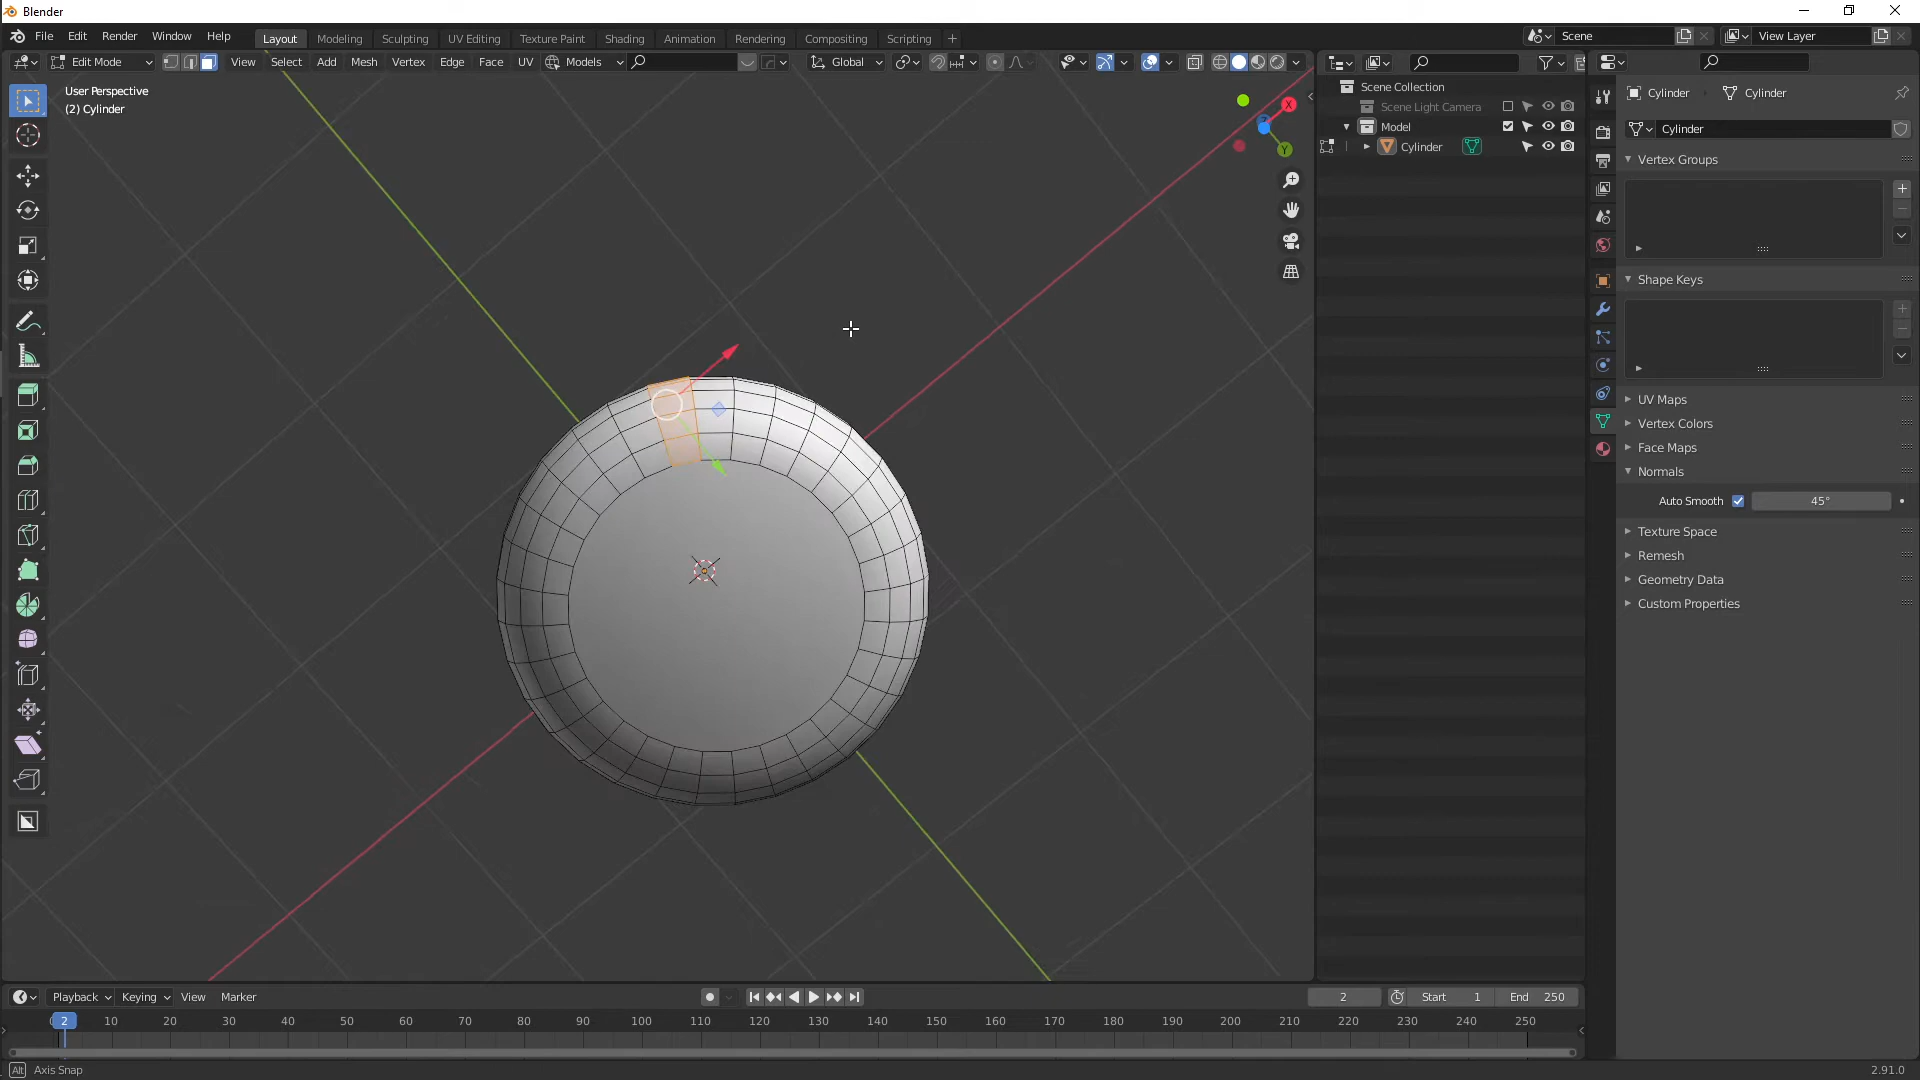 Blender
File Edit Render Window Help Layout Modeling Sculpting UV Editing Texture Paint Shading Animation Rendering Compositing Scripting + Scene View Layer
Edit Mode View Select Add Mesh Vertex Edge Face UV Models Global
User Perspective
(2) Cylinder
X
Y
Scene Collection
Scene Light Camera
Model
Cylinder
Cylinder Cylinder
Cylinder
Vertex Groups
Shape Keys
UV Maps
Vertex Colors
Face Maps
Normals
Auto Smooth 45°
Texture Space
Remesh
Geometry Data
Custom Properties
Playback Keying View Marker 2 Start 1 End 250
2 10 20 30 40 50 60 70 80 90 100 110 120 130 140 150 160 170 180 190 200 210 220 230 240 250
Alt Axis Snap 2.91.0